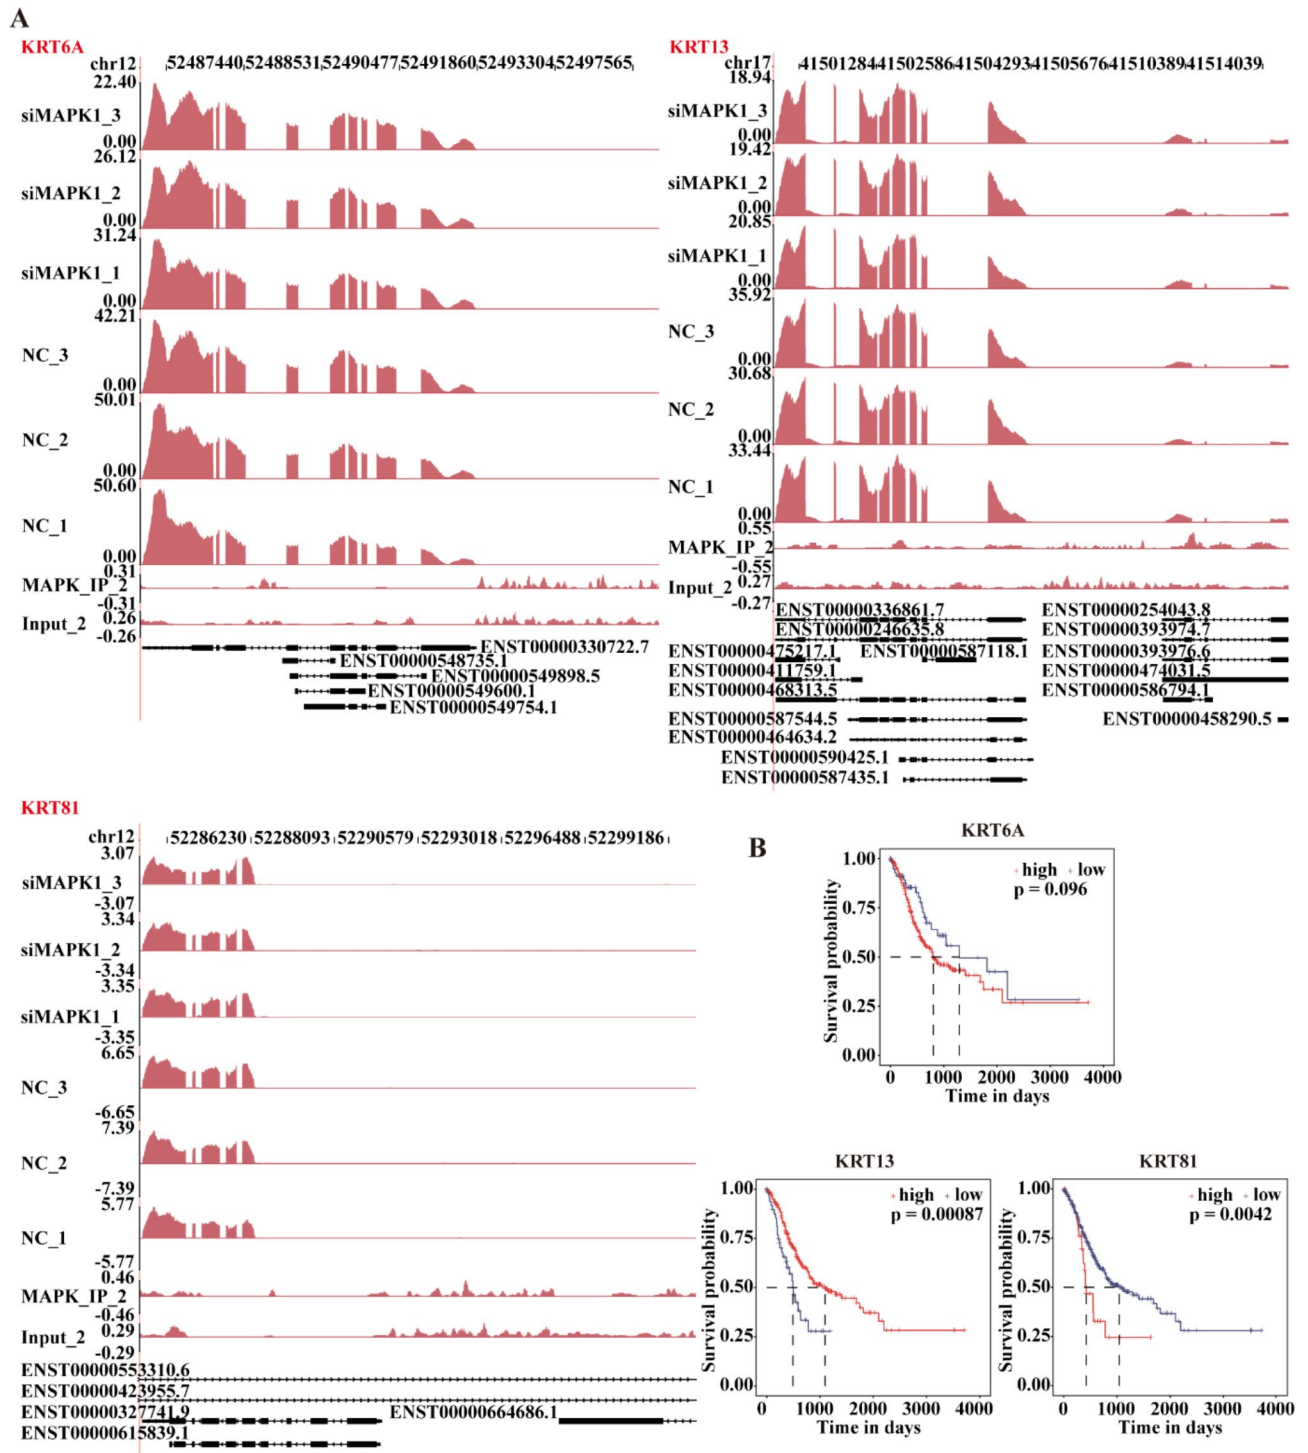 A
KRT6A
chr12 52487440 52488531 52490477 52491860 52493304 52497565
22.40
siMAPK1_3
0.00
26.12
siMAPK1_2
0.00
31.24
siMAPK1_1
0.00
42.21
NC_3
0.00
50.01
NC_2
0.00
50.60
NC_1
0.00
0.31
MAPK_IP_2
-0.31
0.26
Input_2
-0.26
ENST00000330722.7
ENST00000548735.1
ENST00000549898.5
ENST00000549600.1
ENST00000549754.1
KRT13
chr17 41501284 41502586 41504293 41505676 41510389 41514039
18.94
siMAPK1_3
0.00
19.42
siMAPK1_2
0.00
20.85
siMAPK1_1
0.00
35.92
NC_3
0.00
30.68
NC_2
0.00
33.44
NC_1
0.00
0.55
MAPK_IP_2
-0.55
0.27
Input_2
-0.27
ENST00000336861.7 ENST00000254043.8
ENST00000246635.8 ENST00000393974.7
ENST00000475217.1 ENST00000587118.1 ENST00000393976.6
ENST00000411759.1 ENST00000474031.5
ENST00000468313.5 ENST00000586794.1
ENST00000587544.5 ENST00000458290.5
ENST00000464634.2
ENST00000590425.1
ENST00000587435.1
KRT81
chr12 52286230 52288093 52290579 52293018 52296488 52299186
3.07
siMAPK1_3
-3.07
3.34
siMAPK1_2
-3.34
3.35
siMAPK1_1
-3.35
6.65
NC_3
-6.65
7.39
NC_2
-7.39
5.77
NC_1
-5.77
0.46
MAPK_IP_2
-0.46
0.29
Input_2
-0.29
ENST00000553310.6
ENST00000423955.7
ENST00000327741.9 ENST00000664686.1
ENST00000615839.1
B
KRT6A
high low
p = 0.096
Survival probability
1.00
0.75
0.50
0.25
0.00
0 1000 2000 3000 4000
Time in days
KRT13
high low
p = 0.00087
Survival probability
1.00
0.75
0.50
0.25
0.00
0 1000 2000 3000 4000
Time in days
KRT81
high low
p = 0.0042
Survival probability
1.00
0.75
0.50
0.25
0.00
0 1000 2000 3000 4000
Time in days